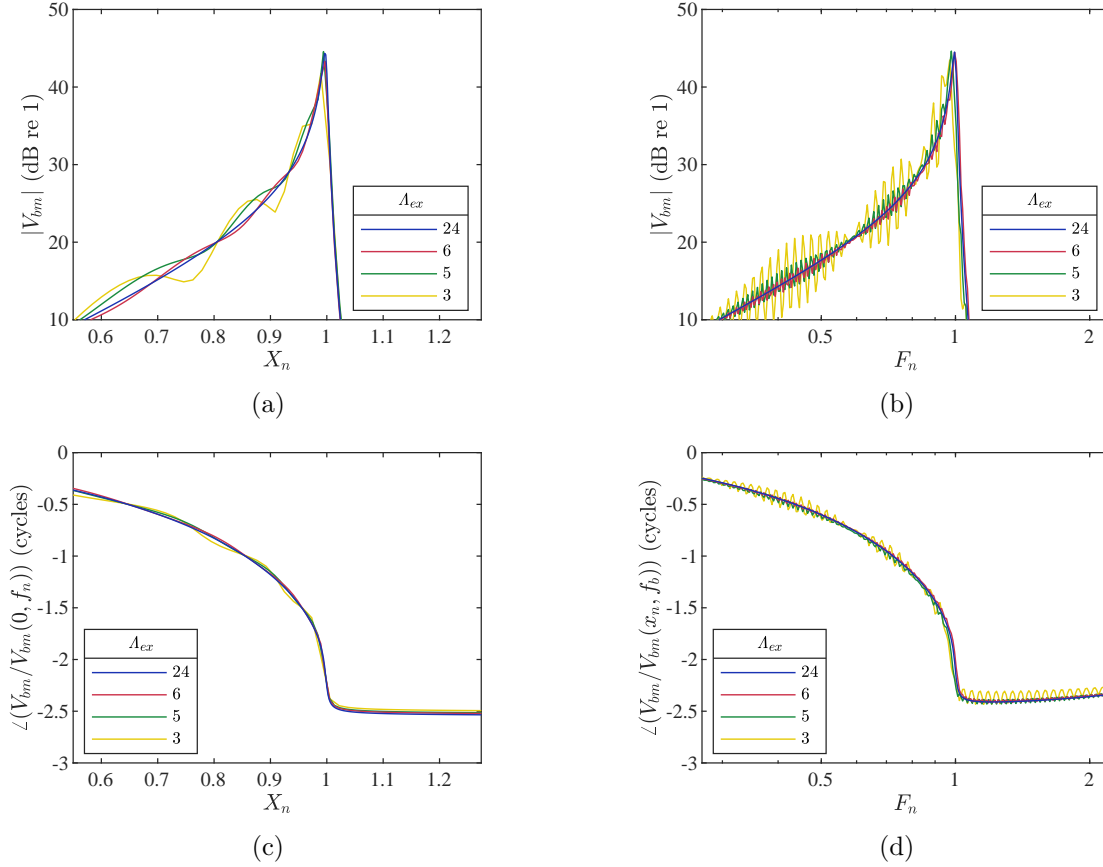 50
40
30
20
10
|V_bm| (dB re 1)
0.6 0.7 0.8 0.9 1 1.1 1.2
X_n
Λ_ex
24
6
5
3
(a)
50
40
30
20
10
|V_bm| (dB re 1)
0.5 1 2
F_n
Λ_ex
24
6
5
3
(b)
0
-0.5
-1
-1.5
-2
-2.5
-3
∠(V_bm/V_bm(0, f_n)) (cycles)
0.6 0.7 0.8 0.9 1 1.1 1.2
X_n
Λ_ex
24
6
5
3
(c)
0
-0.5
-1
-1.5
-2
-2.5
-3
∠(V_bm/V_bm(x_n, f_b)) (cycles)
0.5 1 2
F_n
Λ_ex
24
6
5
3
(d)